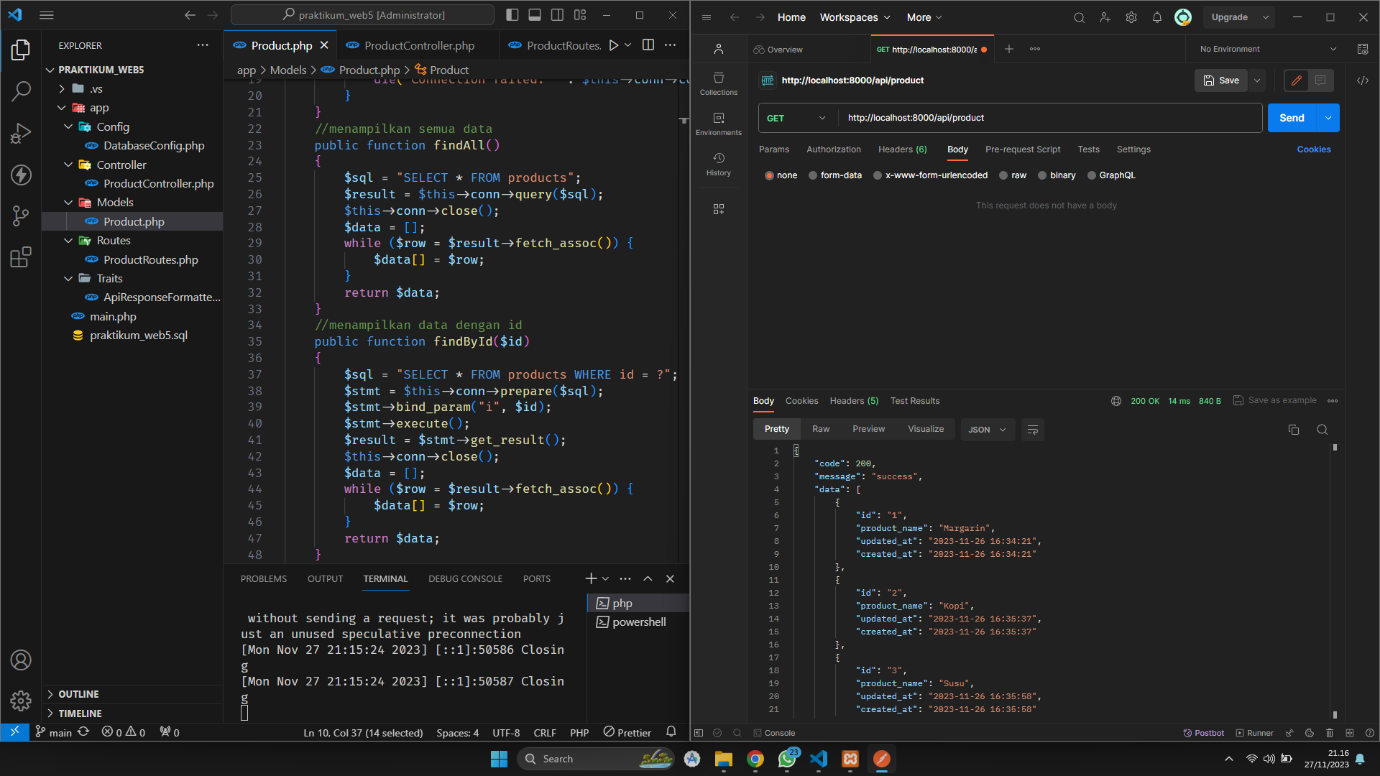 praktikum_web5 [Administrator]
EXPLORER
PRAKTIKUM_WEB5
.vs
app
Config
DatabaseConfig.php
Controller
ProductController.php
Models
Product.php
Routes
ProductRoutes.php
Traits
ApiResponseFormatte...
main.php
praktikum_web5.sql
OUTLINE
TIMELINE
Product.php
ProductController.php
ProductRoutes.
app > Models > Product.php > Product
20 }
21 }
22 //menampilkan semua data
23 public function findAll()
24 {
25 $sql = "SELECT * FROM products";
26 $result = $this->conn->query($sql);
27 $this->conn->close();
28 $data = [];
29 while ($row = $result->fetch_assoc()) {
30 $data[] = $row;
31 }
32 return $data;
33 }
34 //menampilkan data dengan id
35 public function findById($id)
36 {
37 $sql = "SELECT * FROM products WHERE id = ?";
38 $stmt = $this->conn->prepare($sql);
39 $stmt->bind_param("i", $id);
40 $stmt->execute();
41 $result = $stmt->get_result();
42 $this->conn->close();
43 $data = [];
44 while ($row = $result->fetch_assoc()) {
45 $data[] = $row;
46 }
47 return $data;
48 }
PROBLEMS OUTPUT TERMINAL DEBUG CONSOLE PORTS
without sending a request; it was probably j
ust an unused speculative preconnection
[Mon Nov 27 21:15:24 2023] [::1]:50586 Closin
g
[Mon Nov 27 21:15:24 2023] [::1]:50587 Closin
g
php
powershell
main 0 0 0 Ln 10, Col 37 (14 selected) Spaces: 4 UTF-8 CRLF PHP Prettier
Home Workspaces More Upgrade
Overview GET http://localhost:8000/a No Environment
Collections
Environments
History
http://localhost:8000/api/product Save
GET http://localhost:8000/api/product Send
Params Authorization Headers (6) Body Pre-request Script Tests Settings Cookies
none form-data x-www-form-urlencoded raw binary GraphQL
This request does not have a body
Body Cookies Headers (5) Test Results 200 OK 14 ms 840 B Save as example
Pretty Raw Preview Visualize JSON
1 {
2 "code": 200,
3 "message": "success",
4 "data": [
5 {
6 "id": "1",
7 "product_name": "Margarin",
8 "updated_at": "2023-11-26 16:34:21",
9 "created_at": "2023-11-26 16:34:21"
10 },
11 {
12 "id": "2",
13 "product_name": "Kopi",
14 "updated_at": "2023-11-26 16:35:37",
15 "created_at": "2023-11-26 16:35:37"
16 },
17 {
18 "id": "3",
19 "product_name": "Susu",
20 "updated_at": "2023-11-26 16:35:58",
21 "created_at": "2023-11-26 16:35:58"
Console Postbot Runner
Search
23
21.16
27/11/2023